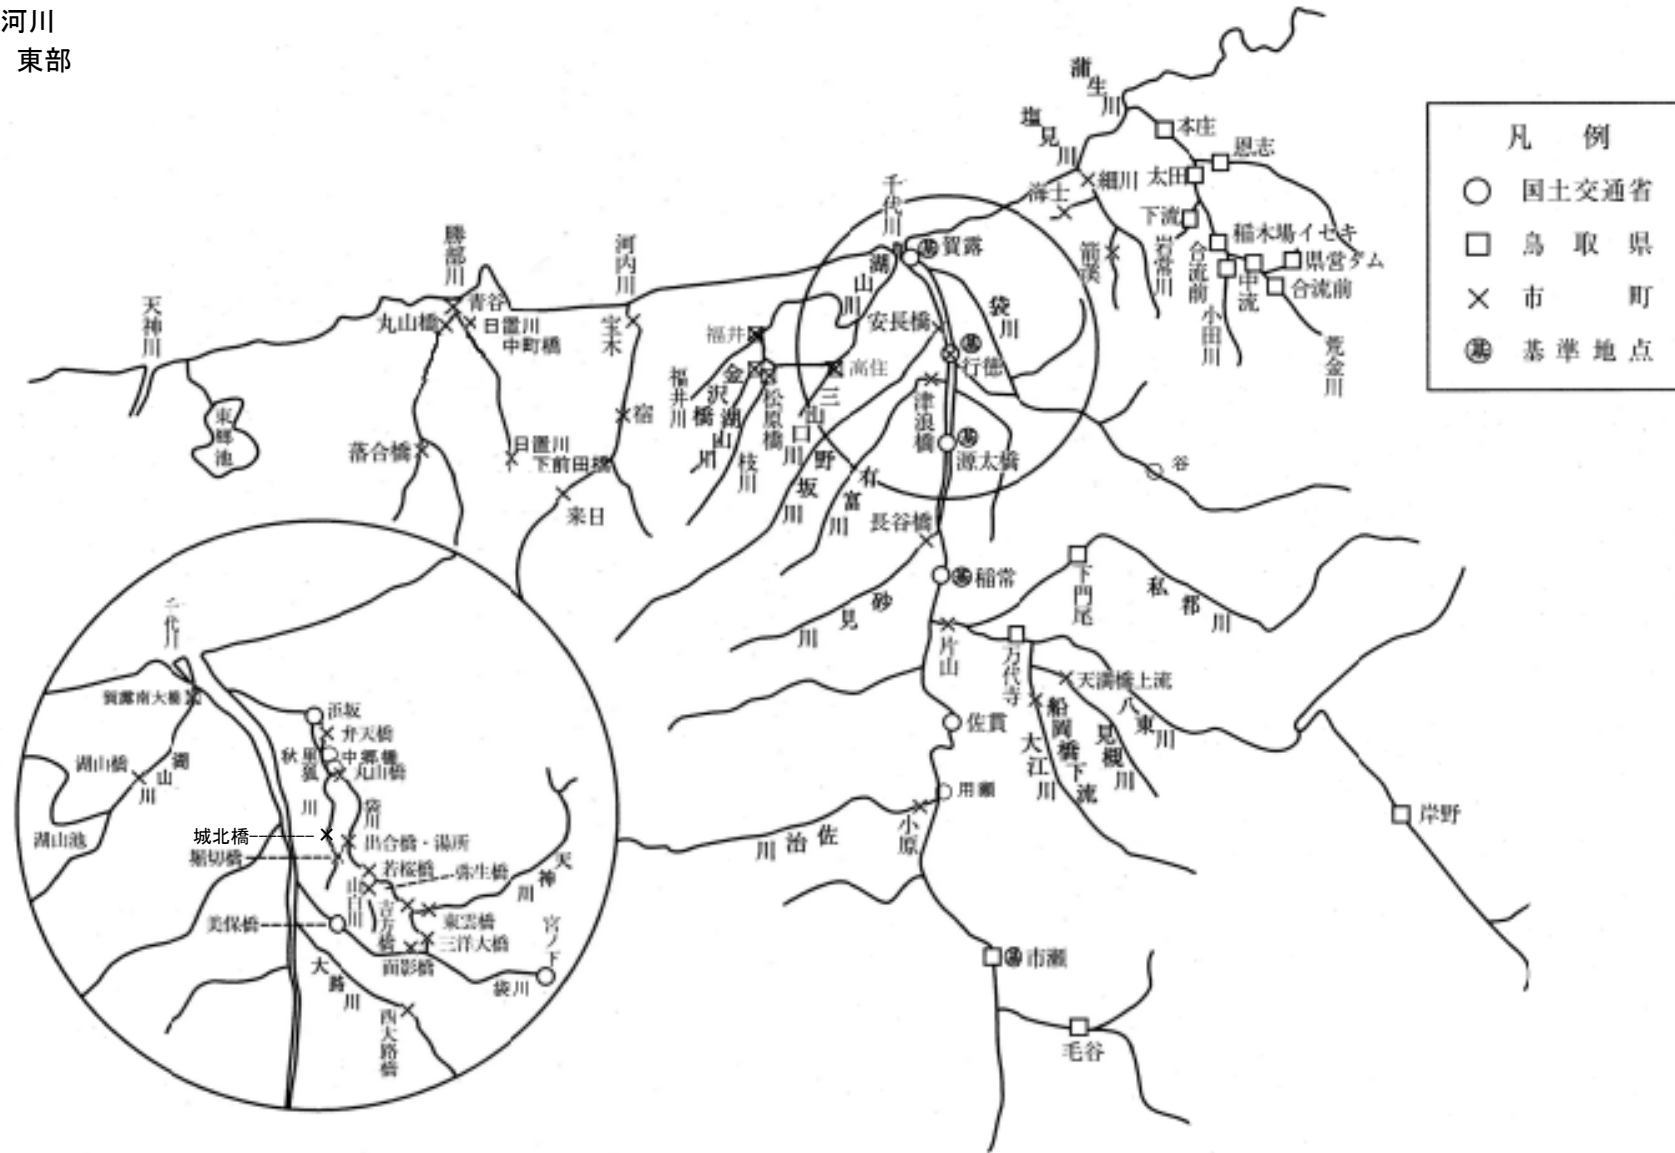 河川
東部
凡例
国土交通省
鳥取県
市町
基 基準地点
蒲生川
塩見川
本庄
恩志
太田
細川
海士
下流
岩常川
稲木場イセキ
合流前
県営ダム
中流
合流前
小田川
荒金川
箭渓
千代川
基 賀露
湖山川
袋川
安長橋
基
行徳
津浪橋
基
源太橋
谷
長谷橋
基 稲常
福井
福井川
金沢橋
湖山川
松原橋
枝川
高住
三山口川
野坂川
有富川
砂見川
河内川
宝木
宿
来日
勝部川
青谷
丸山橋
日置川
中町橋
落合橋
日置川
下前田橋
天神川
東郷池
下門尾
私都川
片山
万代寺
天満橋上流
船岡橋下流
大江川
見槻川
八東川
岸野
佐貫
用瀬
小原
佐治川
基 市瀬
毛谷
千代川
賀露南大橋
湖山橋
湖山川
湖山池
浜坂
弁天橋
中郷橋
丸山橋
秋里
狐川
袋川
城北橋
堀切橋
出合橋・湯所
若桜橋
弥生橋
山白川
吉方橋
天神川
東雲橋
三洋大橋
美保橋
面影橋
宮ノ下
袋川
大路川
西大路橋